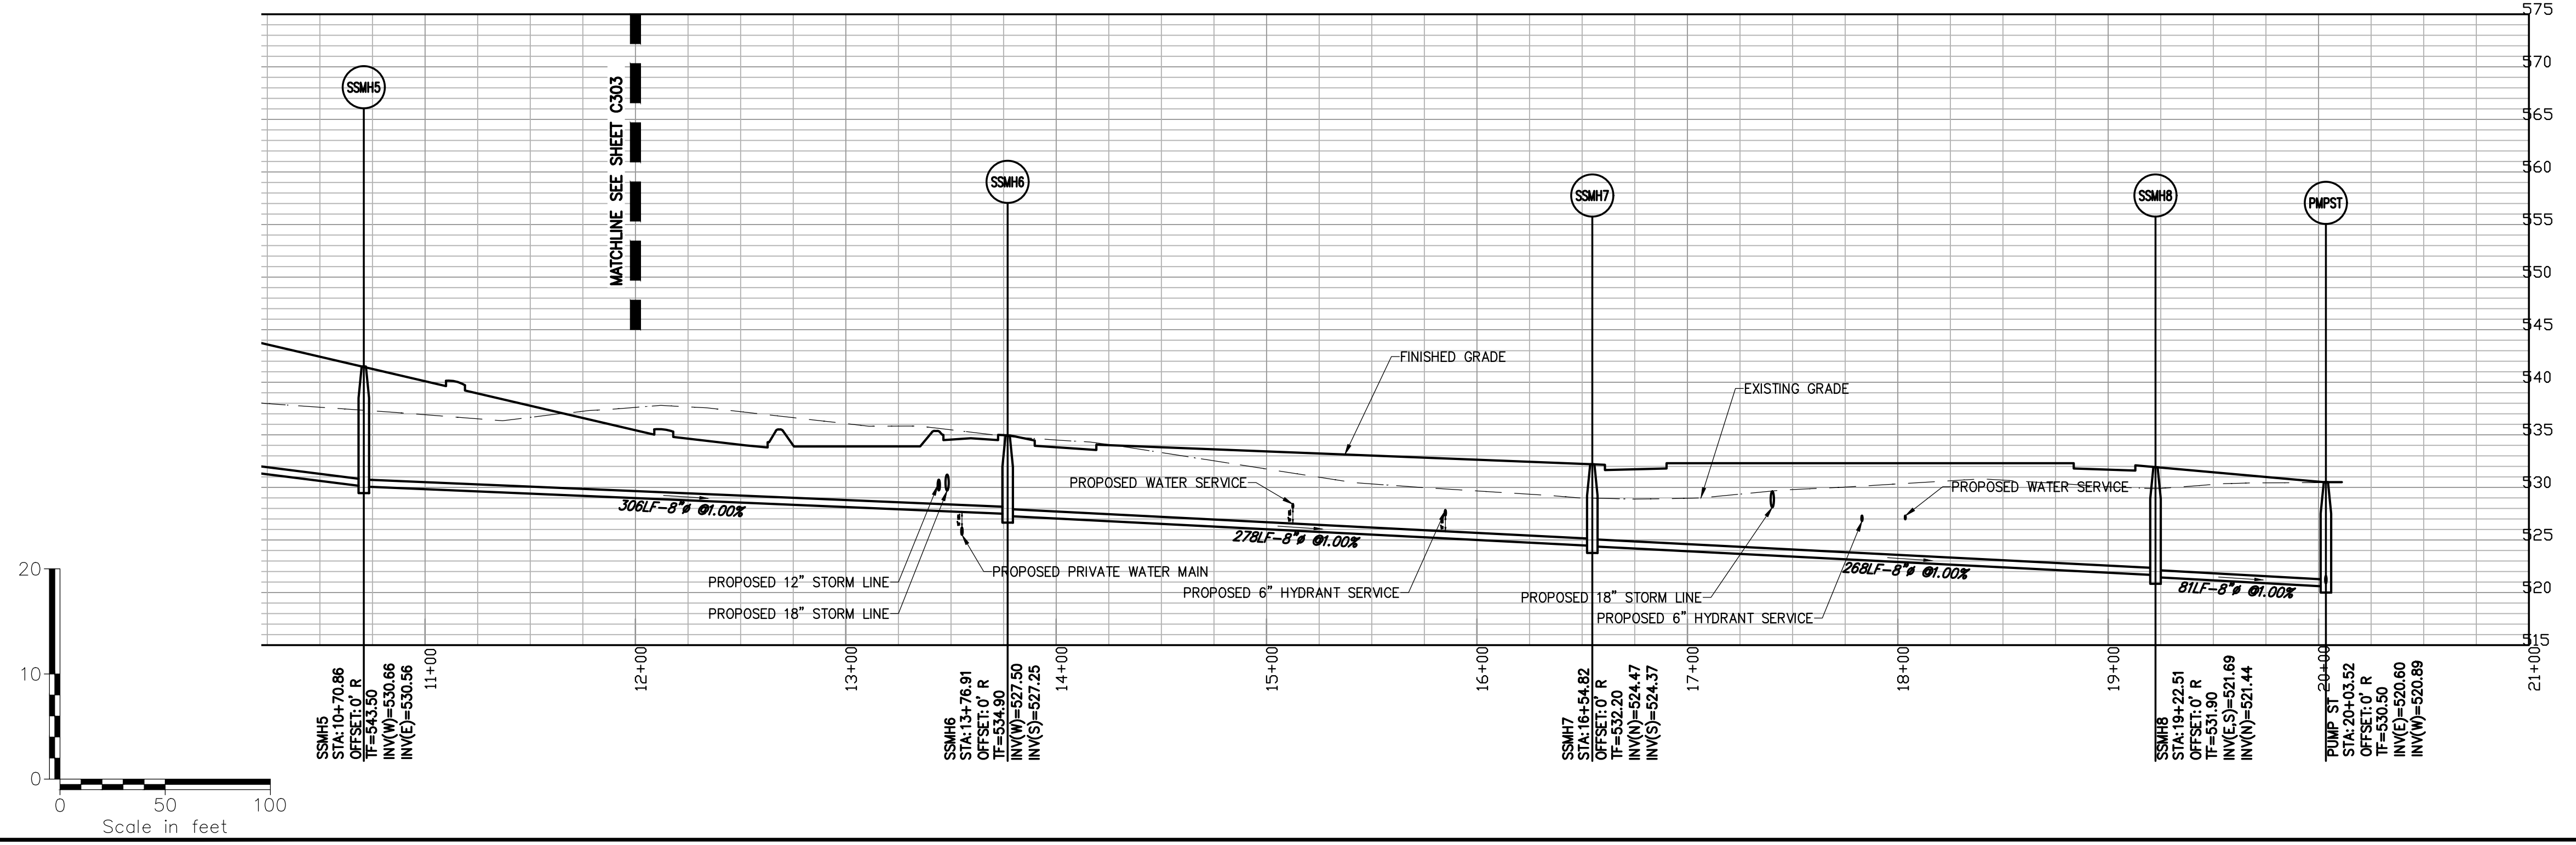 575
570
565
560
555
550
545
540
535
530
525
520
515
SSMH5
MATCHLINE SEE SHEET C303
SSMH6
SSMH7
SSMH8
PMPST
FINISHED GRADE
EXISTING GRADE
PROPOSED WATER SERVICE
PROPOSED WATER SERVICE
306LF-8"ø @1.00%
278LF-8"ø @1.00%
268LF-8"ø @1.00%
81LF-8"ø @1.00%
PROPOSED PRIVATE WATER MAIN
PROPOSED 12" STORM LINE
PROPOSED 18" STORM LINE
PROPOSED 6" HYDRANT SERVICE
PROPOSED 18" STORM LINE
PROPOSED 6" HYDRANT SERVICE
11+00
12+00
13+00
14+00
15+00
16+00
17+00
18+00
19+00
20+00
21+00
SSMH5
STA:10+70.86
OFFSET:0' R
TF=543.50
INV(W)=530.66
INV(E)=530.56
SSMH6
STA:13+76.91
OFFSET:0' R
TF=534.90
INV(W)=527.50
INV(S)=527.25
SSMH7
STA:16+54.82
OFFSET:0' R
TF=532.20
INV(N)=524.47
INV(S)=524.37
SSMH8
STA:19+22.51
OFFSET:0' R
TF=531.90
INV(E,S)=521.69
INV(N)=521.44
PUMP ST
STA:20+03.52
OFFSET:0' R
TF=530.50
INV(E)=520.60
INV(W)=520.89
20
10
0
0 50 100
Scale in feet